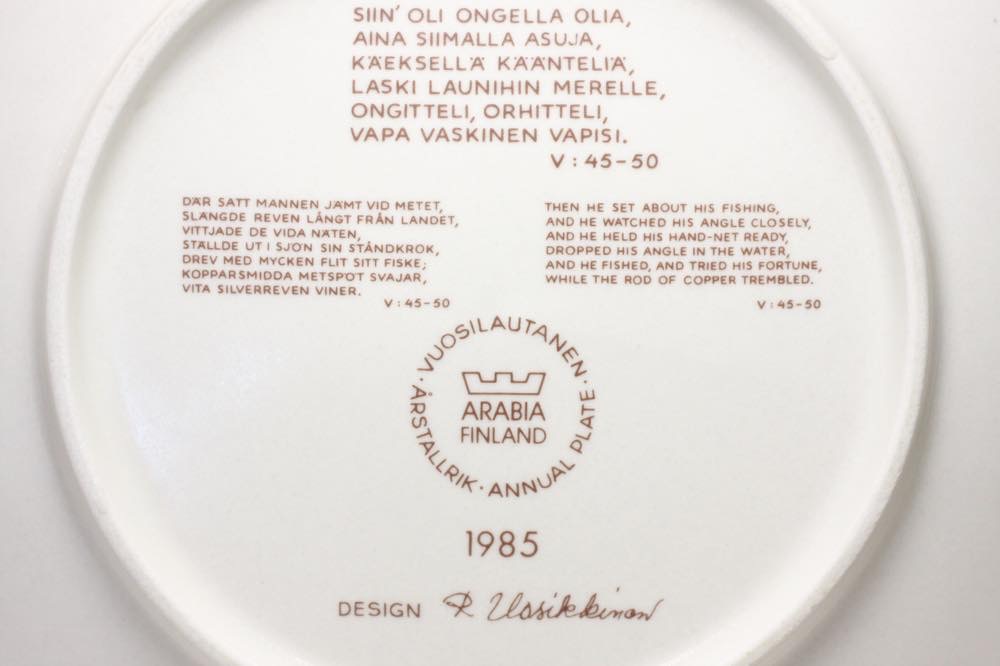 SIIN' OLI ONGELLA OLIA,
AINA SIIMALLA ASUJA,
KÄEKSELLÄ KÄÄNTELIÄ,
LASKI LAUNIHIN MERELLE,
ONGITTELI, ORHITTELI,
VAPA VASKINEN VAPISI.
V : 45-50
DÄR SATT MANNEN JÄMT VID METET,
SLÄNGDE REVEN LÅNGT FRÅN LANDET,
VITTJADE DE VIDA NÄTEN,
STÄLLDE UT I SJÖN SIN STÅNDKROK,
DREV MED MYCKEN FLIT SITT FISKE;
KOPPARSMIDDA METSPÖT SVAJAR,
VITA SILVERREVEN VINER.
V : 45-50
THEN HE SET ABOUT HIS FISHING,
AND HE WATCHED HIS ANGLE CLOSELY,
AND HE HELD HIS HAND-NET READY,
DROPPED HIS ANGLE IN THE WATER,
AND HE FISHED, AND TRIED HIS FORTUNE,
WHILE THE ROD OF COPPER TREMBLED.
V : 45-50
· VUOSILAUTANEN · ANNUAL PLATE · ÅRSTALLRIK
ARABIA
FINLAND
1985
DESIGN R Uosikkinen